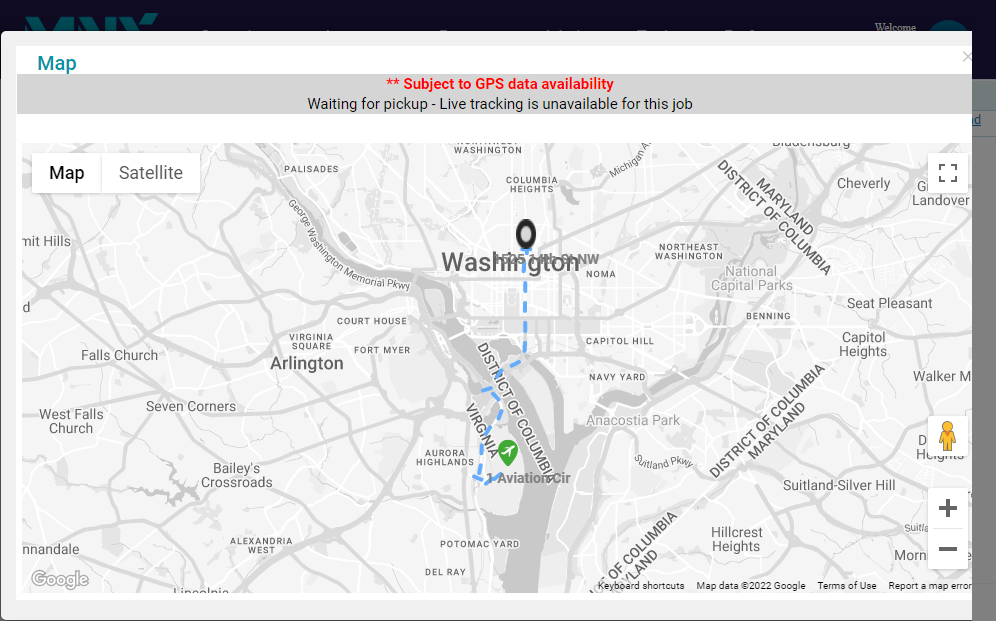 Welcome
Map
×
** Subject to GPS data availability
Waiting for pickup - Live tracking is unavailable for this job
Map
Satellite
WASHINGTON
PALISADES
Michigan A
Bladensburg
COLUMBIA
HEIGHTS
MARYLAND
DISTRICT OF COLUMBIA
Cheverly
Landover
George Washington Memorial Pkwy
mit Hills
Washington
1525 14th St NW
NOMA
NORTHEAST
WASHINGTON
National
Capital Parks
Seat Pleasant
d
COURT HOUSE
BENNING
VIRGINIA
SQUARE
FORT MYER
CAPITOL HILL
Capitol
Heights
Falls Church
Arlington
NAVY YARD
Walker M
Seven Corners
West Falls
Church
Anacostia Park
DISTRICT OF COLUMBIA
VIRGINIA
DISTRICT OF COLUMBIA
MARYLAND
AURORA
HIGHLANDS
Heights
Bailey's
Crossroads
1 Aviation Cir
Suitland Pkwy
Suitland-Silver Hill
Suitla
ANNANDALE
ALEXANDRIA
WEST
POTOMAC YARD
Hillcrest
Heights
Morn
DEL RAY
OF COLUMBIA
YLAND
Google
Lincolnia
Keyboard shortcuts
Map data ©2022 Google
Terms of Use
Report a map error